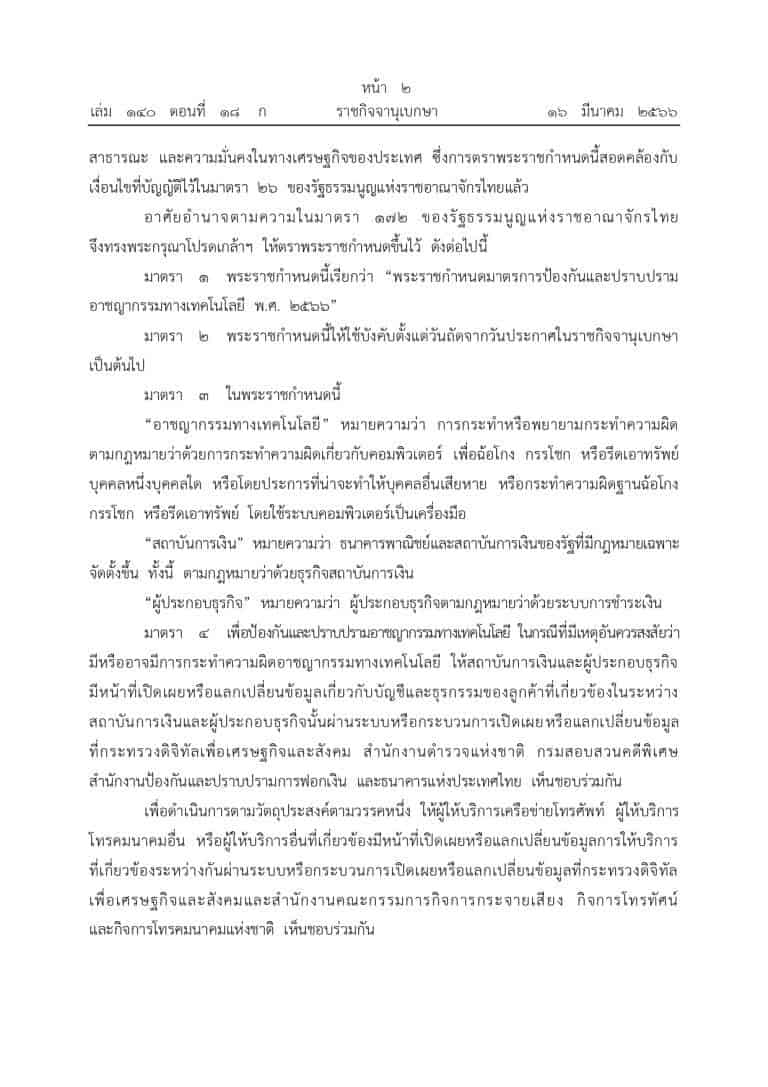 หน้า ๒
เล่ม ๑๔๐ ตอนที่ ๑๘ ก ราชกิจจานุเบกษา ๑๖ มีนาคม ๒๕๖๖
สาธารณะ และความมั่นคงในทางเศรษฐกิจของประเทศ ซึ่งการตราพระราชกำหนดนี้สอดคล้องกับ
เงื่อนไขที่บัญญัติไว้ในมาตรา ๒๖ ของรัฐธรรมนูญแห่งราชอาณาจักรไทยแล้ว
อาศัยอำนาจตามความในมาตรา ๑๗๒ ของรัฐธรรมนูญแห่งราชอาณาจักรไทย
จึงทรงพระกรุณาโปรดเกล้าฯ ให้ตราพระราชกำหนดขึ้นไว้ ดังต่อไปนี้
มาตรา ๑ พระราชกำหนดนี้เรียกว่า “พระราชกำหนดมาตรการป้องกันและปราบปราม
อาชญากรรมทางเทคโนโลยี พ.ศ. ๒๕๖๖”
มาตรา ๒ พระราชกำหนดนี้ให้ใช้บังคับตั้งแต่วันถัดจากวันประกาศในราชกิจจานุเบกษา
เป็นต้นไป
มาตรา ๓ ในพระราชกำหนดนี้
“อาชญากรรมทางเทคโนโลยี” หมายความว่า การกระทำหรือพยายามกระทำความผิด
ตามกฎหมายว่าด้วยการกระทำความผิดเกี่ยวกับคอมพิวเตอร์ เพื่อฉ้อโกง กรรโชก หรือรีดเอาทรัพย์
บุคคลหนึ่งบุคคลใด หรือโดยประการที่น่าจะทำให้บุคคลอื่นเสียหาย หรือกระทำความผิดฐานฉ้อโกง
กรรโชก หรือรีดเอาทรัพย์ โดยใช้ระบบคอมพิวเตอร์เป็นเครื่องมือ
“สถาบันการเงิน” หมายความว่า ธนาคารพาณิชย์และสถาบันการเงินของรัฐที่มีกฎหมายเฉพาะ
จัดตั้งขึ้น ทั้งนี้ ตามกฎหมายว่าด้วยธุรกิจสถาบันการเงิน
“ผู้ประกอบธุรกิจ” หมายความว่า ผู้ประกอบธุรกิจตามกฎหมายว่าด้วยระบบการชำระเงิน
มาตรา ๔ เพื่อป้องกันและปราบปรามอาชญากรรมทางเทคโนโลยี ในกรณีที่มีเหตุอันควรสงสัยว่า
มีหรืออาจมีการกระทำความผิดอาชญากรรมทางเทคโนโลยี ให้สถาบันการเงินและผู้ประกอบธุรกิจ
มีหน้าที่เปิดเผยหรือแลกเปลี่ยนข้อมูลเกี่ยวกับบัญชีและธุรกรรมของลูกค้าที่เกี่ยวข้องในระหว่าง
สถาบันการเงินและผู้ประกอบธุรกิจนั้นผ่านระบบหรือกระบวนการเปิดเผยหรือแลกเปลี่ยนข้อมูล
ที่กระทรวงดิจิทัลเพื่อเศรษฐกิจและสังคม สำนักงานตำรวจแห่งชาติ กรมสอบสวนคดีพิเศษ
สำนักงานป้องกันและปราบปรามการฟอกเงิน และธนาคารแห่งประเทศไทย เห็นชอบร่วมกัน
เพื่อดำเนินการตามวัตถุประสงค์ตามวรรคหนึ่ง ให้ผู้ให้บริการเครือข่ายโทรศัพท์ ผู้ให้บริการ
โทรคมนาคมอื่น หรือผู้ให้บริการอื่นที่เกี่ยวข้องมีหน้าที่เปิดเผยหรือแลกเปลี่ยนข้อมูลการให้บริการ
ที่เกี่ยวข้องระหว่างกันผ่านระบบหรือกระบวนการเปิดเผยหรือแลกเปลี่ยนข้อมูลที่กระทรวงดิจิทัล
เพื่อเศรษฐกิจและสังคมและสำนักงานคณะกรรมการกิจการกระจายเสียง กิจการโทรทัศน์
และกิจการโทรคมนาคมแห่งชาติ เห็นชอบร่วมกัน